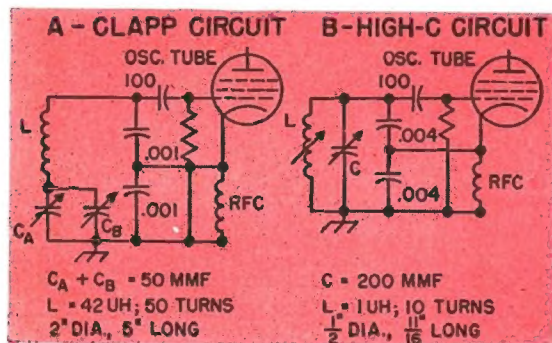 A - CLAPP CIRCUIT
OSC. TUBE
100
L
.001
.001
RFC
CA
CB
CA + CB = 50 MMF
L = 42 UH; 50 TURNS
2" DIA., 5" LONG
B-HIGH-C CIRCUIT
OSC. TUBE
100
L
C
.004
.004
RFC
C = 200 MMF
L = 1 UH; 10 TURNS
1/2" DIA., 11/16" LONG